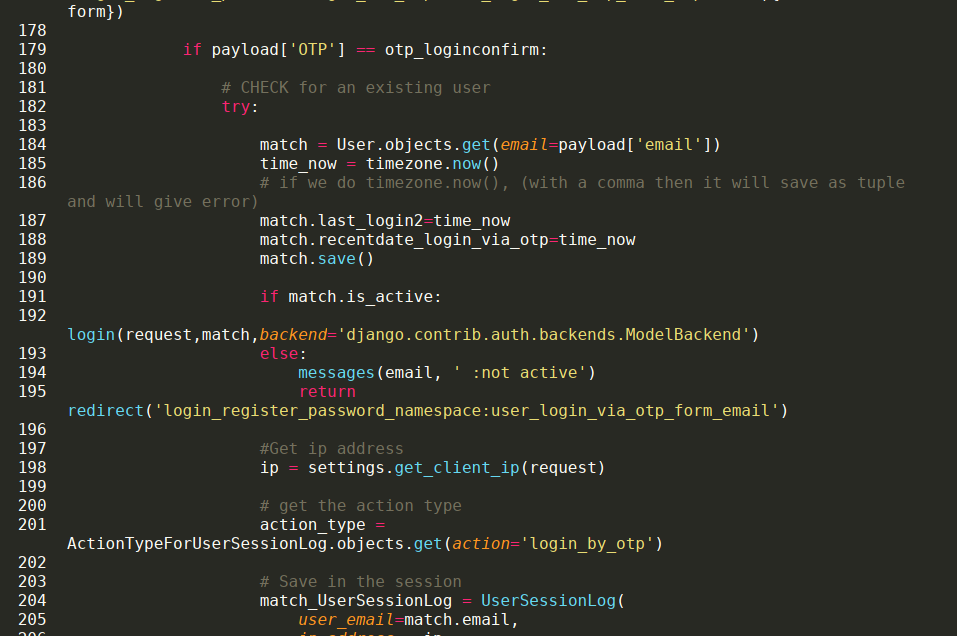 form})
178
179 if payload['OTP'] == otp_loginconfirm:
180
181 # CHECK for an existing user
182 try:
183
184 match = User.objects.get(email=payload['email'])
185 time_now = timezone.now()
186 # if we do timezone.now(), (with a comma then it will save as tuple
and will give error)
187 match.last_login2=time_now
188 match.recentdate_login_via_otp=time_now
189 match.save()
190
191 if match.is_active:
192
login(request,match,backend='django.contrib.auth.backends.ModelBackend')
193 else:
194 messages(email, ' :not active')
195 return
redirect('login_register_password_namespace:user_login_via_otp_form_email')
196
197 #Get ip address
198 ip = settings.get_client_ip(request)
199
200 # get the action type
201 action_type =
ActionTypeForUserSessionLog.objects.get(action='login_by_otp')
202
203 # Save in the session
204 match_UserSessionLog = UserSessionLog(
205 user_email=match.email,